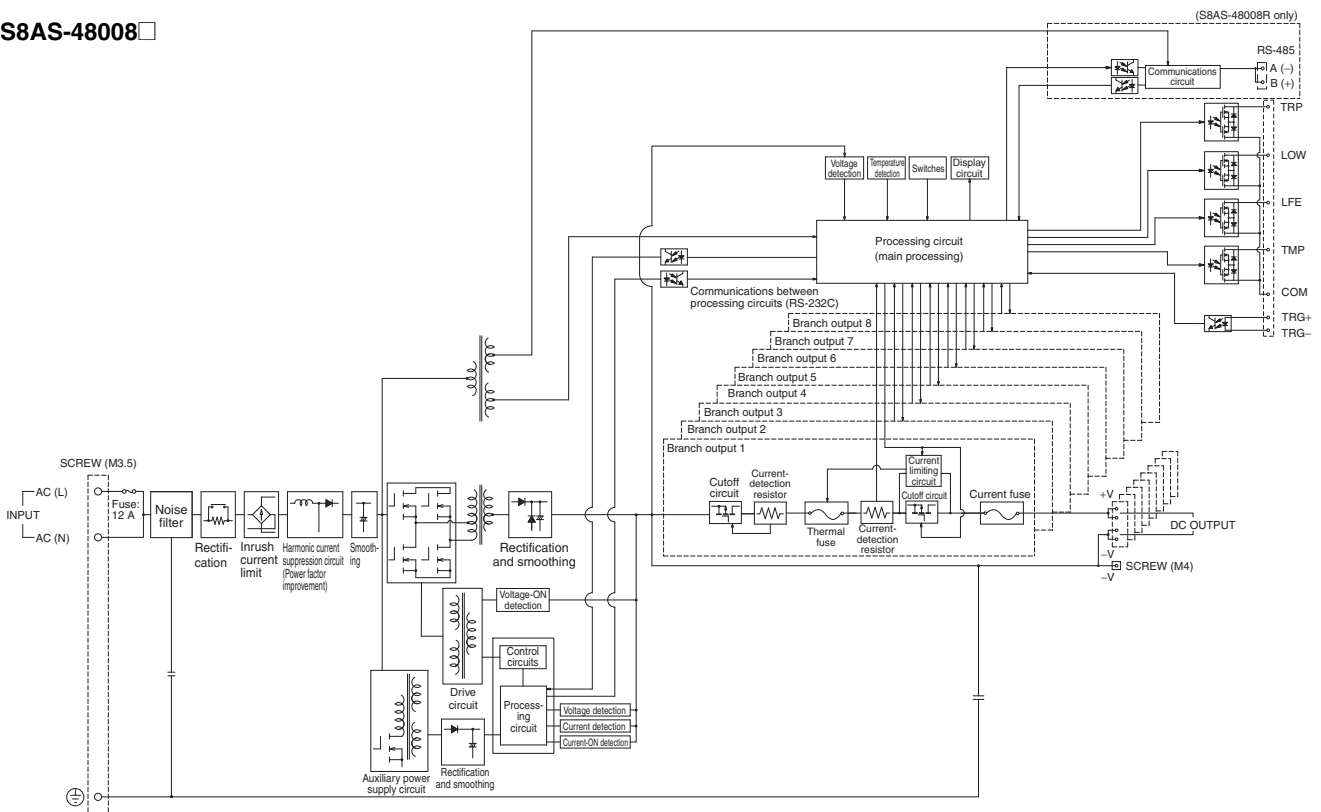 S8AS-48008□
(S8AS-48008R only)
RS-485
A (–)
B (+)
Communications
circuit
TRP
LOW
LFE
TMP
COM
TRG+
TRG–
Voltage
detection
Temperature
detection
Switches
Display
circuit
Processing circuit
(main processing)
Communications between
processing circuits (RS-232C)
Branch output 8
Branch output 7
Branch output 6
Branch output 5
Branch output 4
Branch output 3
Branch output 2
Branch output 1
Cutoff
circuit
Current-
detection
resistor
Thermal
fuse
Current-
detection
resistor
Current
limiting
circuit
Cutoff circuit
Current fuse
+V
DC OUTPUT
–V
SCREW (M4)
–V
SCREW (M3.5)
INPUT
AC (L)
AC (N)
Fuse:
12 A
Noise
filter
Rectifi-
cation
Inrush
current
limit
Harmonic current
suppression circuit
(Power factor
improvement)
Smooth-
ing
Rectification
and smoothing
Voltage-ON
detection
Control
circuits
Drive
circuit
Process-
ing
circuit
Voltage detection
Current detection
Current-ON detection
Auxiliary power
supply circuit
Rectification
and smoothing